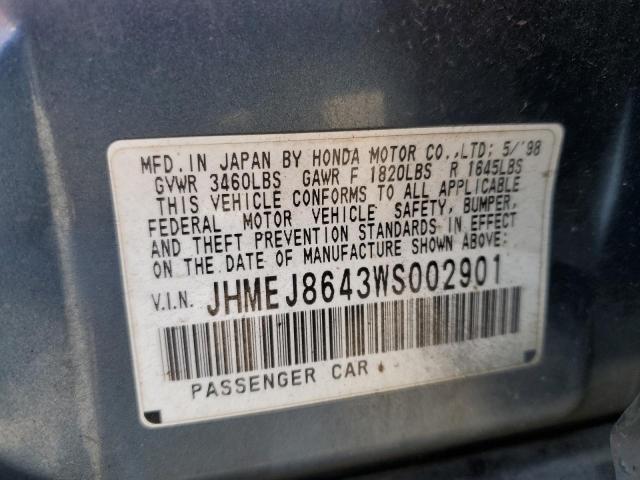 MFD. IN JAPAN BY HONDA MOTOR CO., LTD; 5/'98
GVWR 3460LBS GAWR F 1820LBS R 1645LBS
THIS VEHICLE CONFORMS TO ALL APPLICABLE
FEDERAL MOTOR VEHICLE SAFETY, BUMPER,
AND THEFT PREVENTION STANDARDS IN EFFECT
ON THE DATE OF MANUFACTURE SHOWN ABOVE:
V.I.N. JHMEJ8643WS002901
PASSENGER CAR